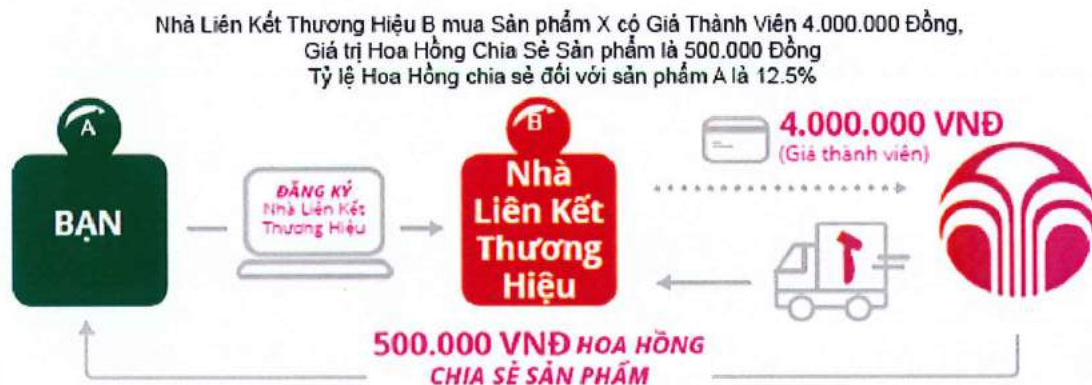 Nhà Liên Kết Thương Hiệu B mua Sản phẩm X có Giá Thành Viên 4.000.000 Đồng,
Giá trị Hoa Hồng Chia Sẻ Sản phẩm là 500.000 Đồng
Tỷ lệ Hoa Hồng chia sẻ đối với sản phẩm A là 12.5%
A
BẠN
ĐĂNG KÝ
Nhà Liên Kết
Thương Hiệu
B
Nhà
Liên Kết
Thương
Hiệu
4.000.000 VNĐ
(Giá thành viên)
500.000 VNĐ HOA HỒNG
CHIA SẺ SẢN PHẨM